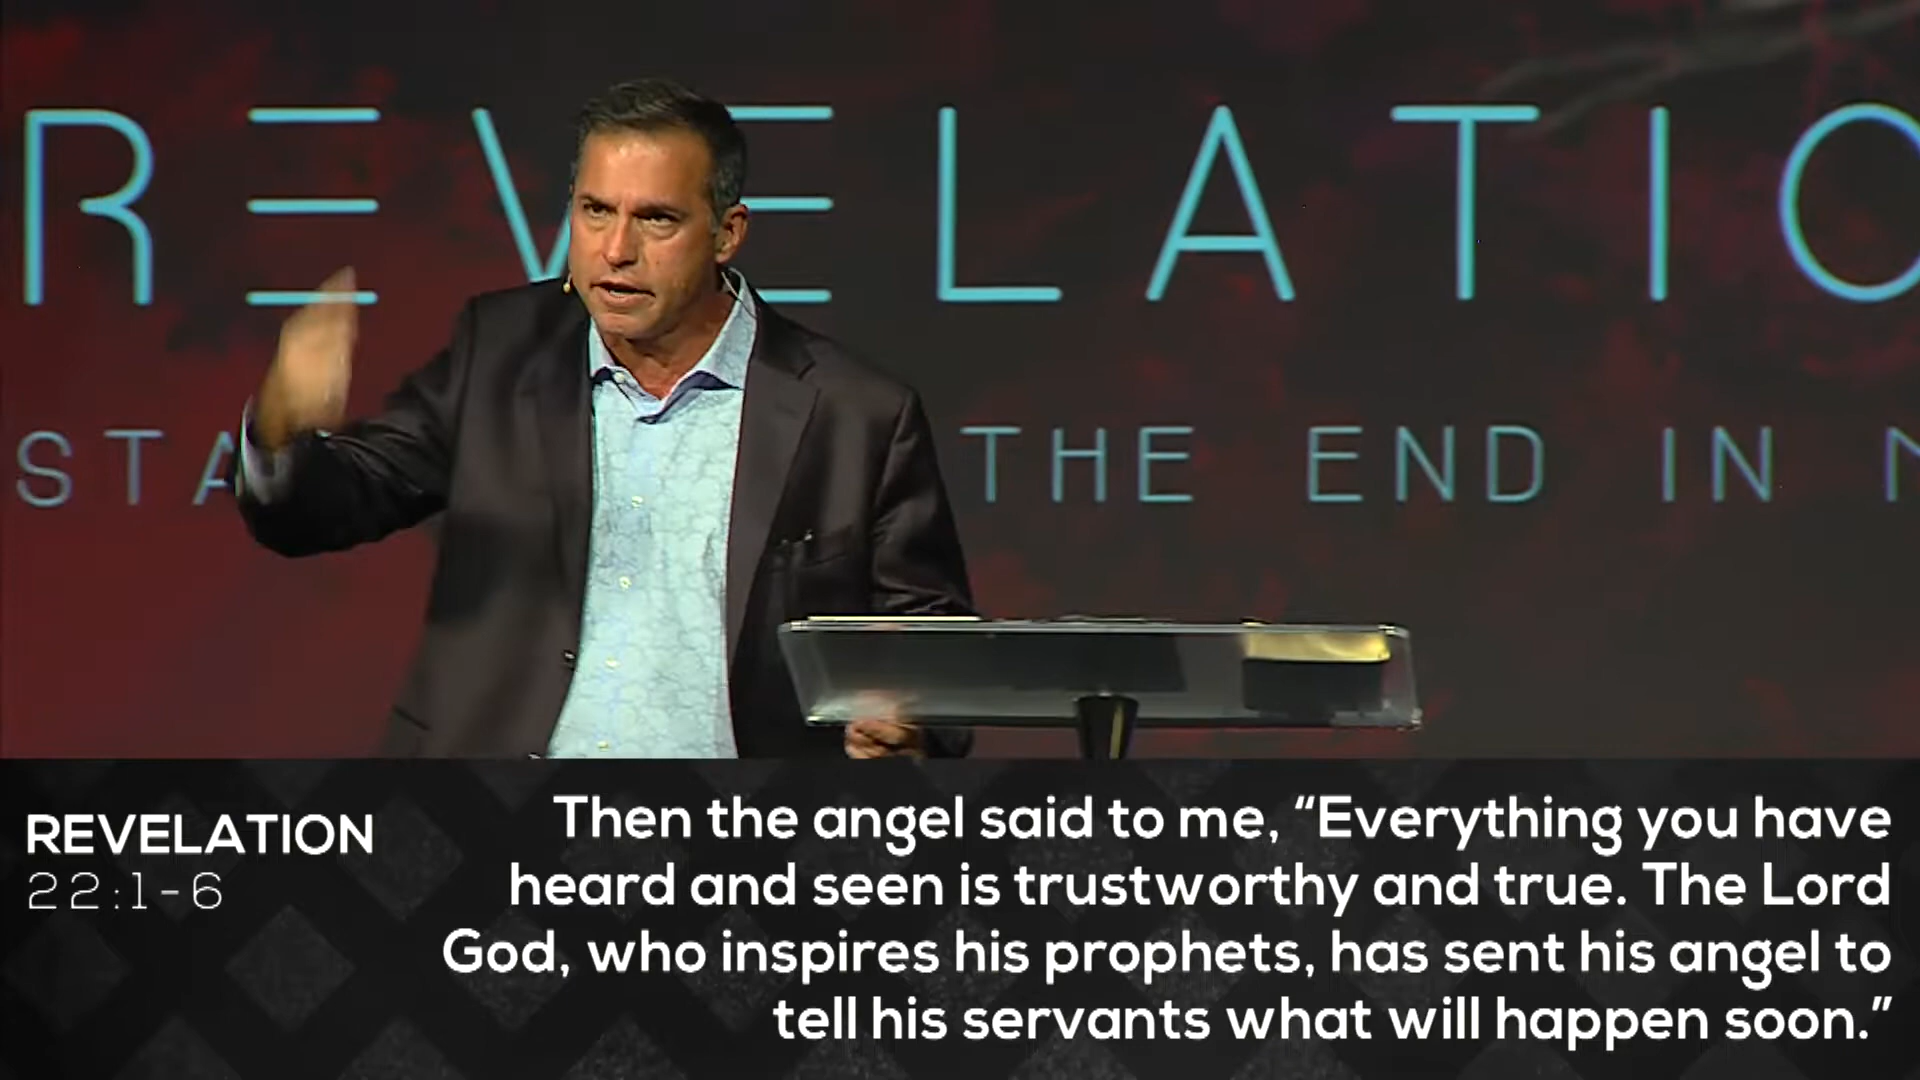 REVELATIO
STA THE END IN
REVELATION
22:1-6
Then the angel said to me, “Everything you have
heard and seen is trustworthy and true. The Lord
God, who inspires his prophets, has sent his angel to
tell his servants what will happen soon.”